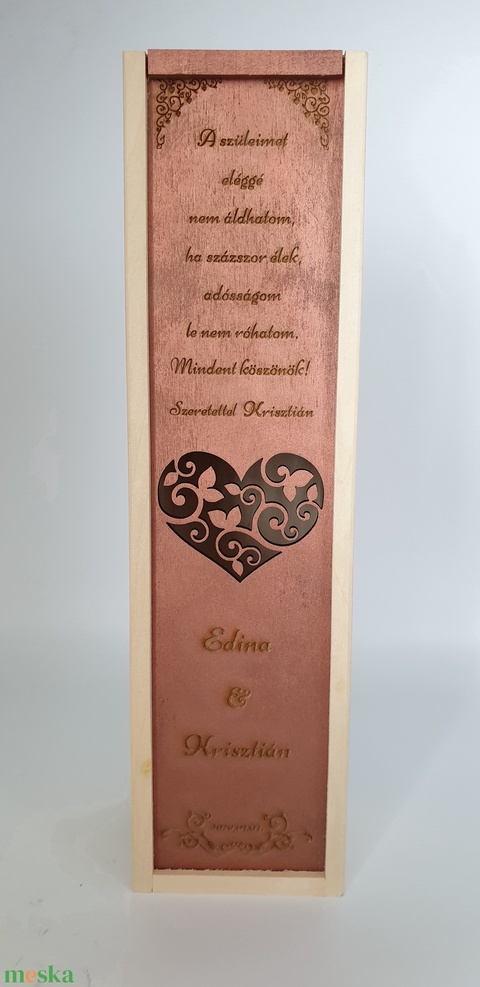 A szüleimet
eléggé
nem áldhatom,
ha százszor élek,
adósságom
le nem róhatom.
Mindent köszönök!
Szeretettel Krisztián
Edina
&
Krisztián
meska